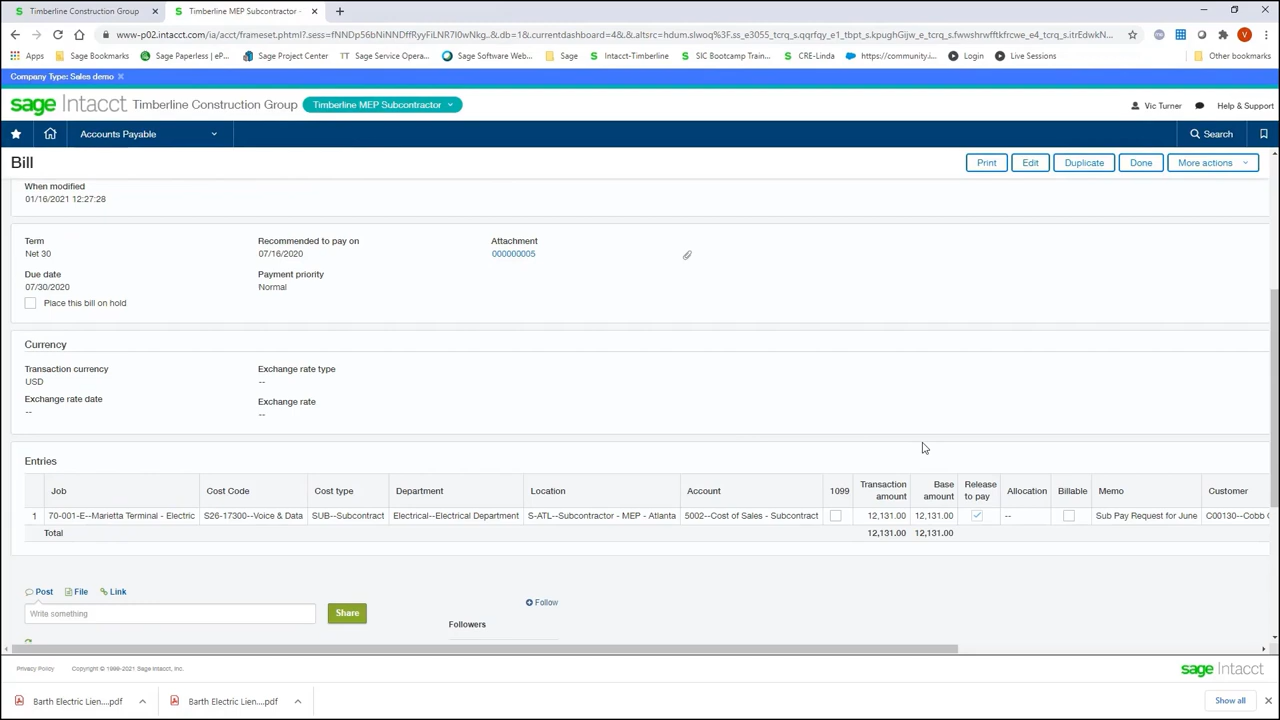 Timberline Construction Group
Timberline MEP Subcontractor -
Apps
Sage Bookmarks
Sage Paperless | eP...
Sage Project Center
TT Sage Service Opera...
Sage Software Web...
Sage
Intacct-Timberline
SIC Bootcamp Train...
CRE-Linda
https://community.i...
Login
Live Sessions
Other bookmarks
Company Type: Sales demo
sage Intacct Timberline Construction Group
Timberline MEP Subcontractor
Vic Turner
Help & Support
Accounts Payable
Search
Bill
Print
Edit
Duplicate
Done
More actions
When modified
01/16/2021 12:27:28
Term
Recommended to pay on
Attachment
Net 30
07/16/2020
000000005
Due date
Payment priority
07/30/2020
Normal
Place this bill on hold
Currency
Transaction currency
Exchange rate type
USD
--
Exchange rate date
Exchange rate
--
--
Entries
Job
Cost Code
Cost type
Department
Location
Account
1099
Transaction amount
Base amount
Release to pay
Allocation
Billable
Memo
Customer
1
70-001-E--Marietta Terminal - Electric
S26-17300--Voice & Data
SUB--Subcontract
Electrical--Electrical Department
S-ATL--Subcontractor - MEP - Atlanta
5002--Cost of Sales - Subcontract
12,131.00
12,131.00
--
Sub Pay Request for June
C00130--Cobb
Total
12,131.00
12,131.00
Post
File
Link
Write something
Share
Follow
Followers
Privacy Policy
Copyright © 1999-2021 Sage Intacct, Inc.
sage Intacct
Barth Electric Lien....pdf
Barth Electric Lien....pdf
Show all